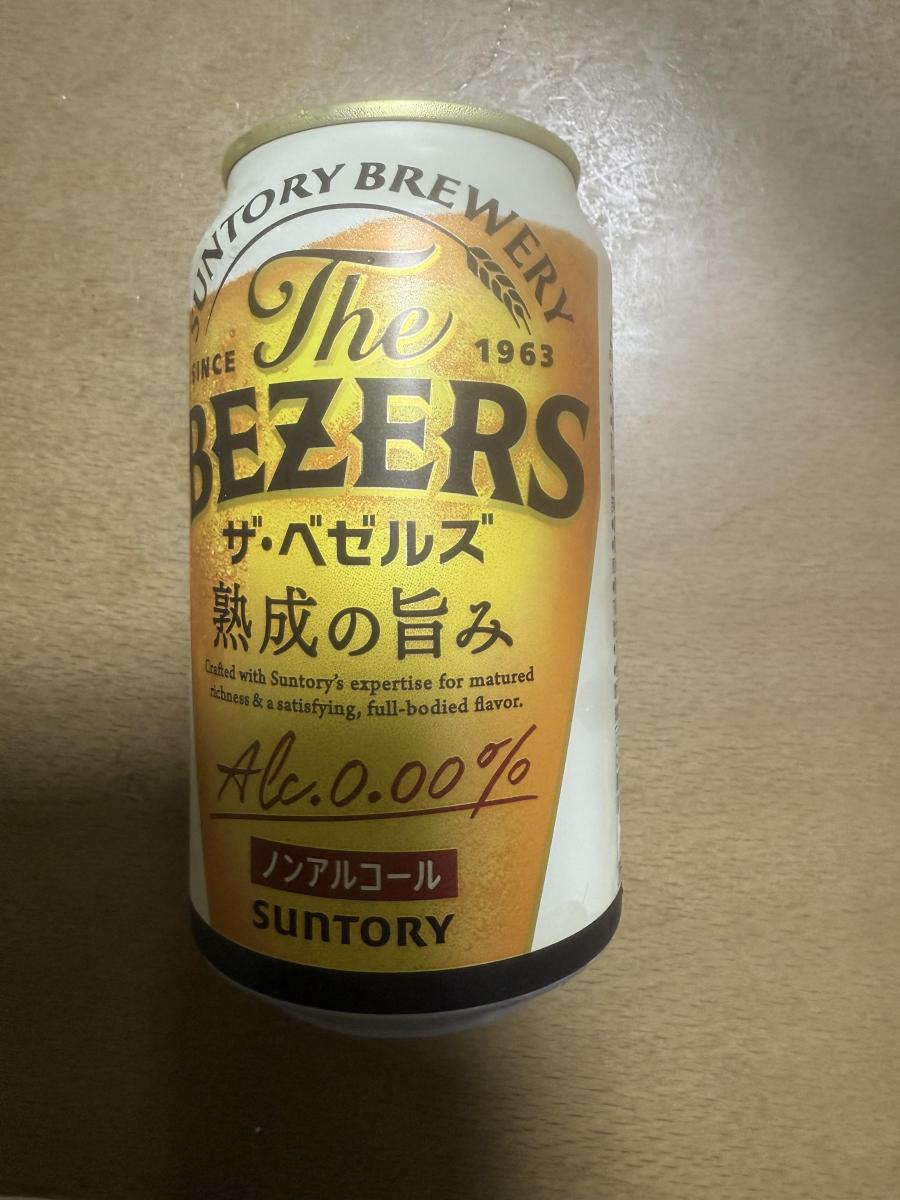 SUNTORY BREWERY
The
SINCE 1963
BEZERS
ザ・ベゼルズ
熟成の旨み
Crafted with Suntory's expertise for matured
richness & a satisfying, full-bodied flavor.
Alc.0.00%
ノンアルコール
SUNTORY